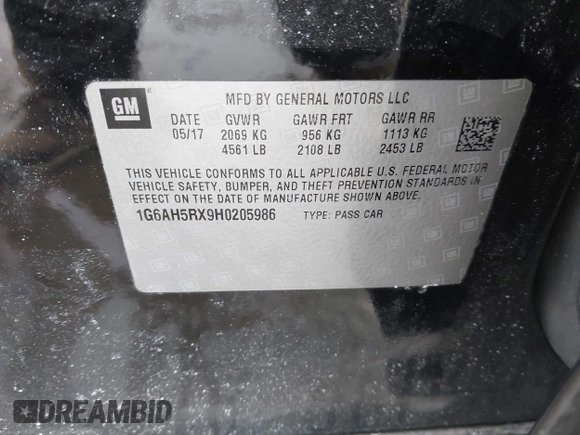 GM
MFD BY GENERAL MOTORS LLC
DATE GVWR GAWR FRT GAWR RR
05/17 2069 KG 956 KG 1113 KG
4561 LB 2108 LB 2453 LB
THIS VEHICLE CONFORMS TO ALL APPLICABLE U.S. FEDERAL MOTOR
VEHICLE SAFETY, BUMPER, AND THEFT PREVENTION STANDARDS IN
EFFECT ON THE DATE OF MANUFACTURE SHOWN ABOVE.
1G6AH5RX9H0205986 TYPE: PASS CAR
DREAMBID